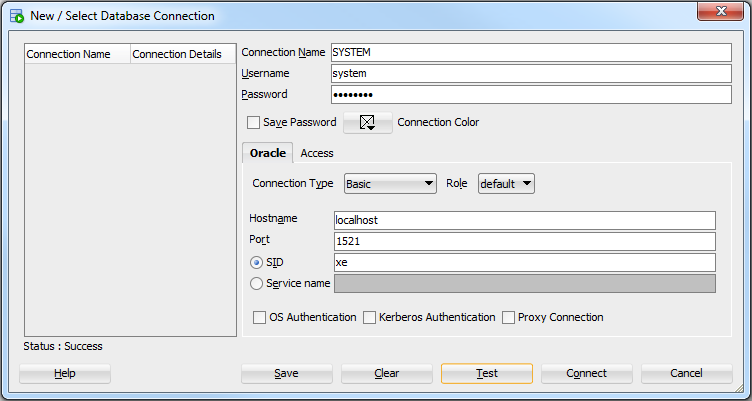 New / Select Database Connection
Connection Name Connection Details
Connection Name SYSTEM
Username system
Password ••••••••
Save Password Connection Color
Oracle Access
Connection Type Basic Role default
Hostname localhost
Port 1521
SID xe
Service name
OS Authentication Kerberos Authentication Proxy Connection
Status : Success
Help Save Clear Test Connect Cancel